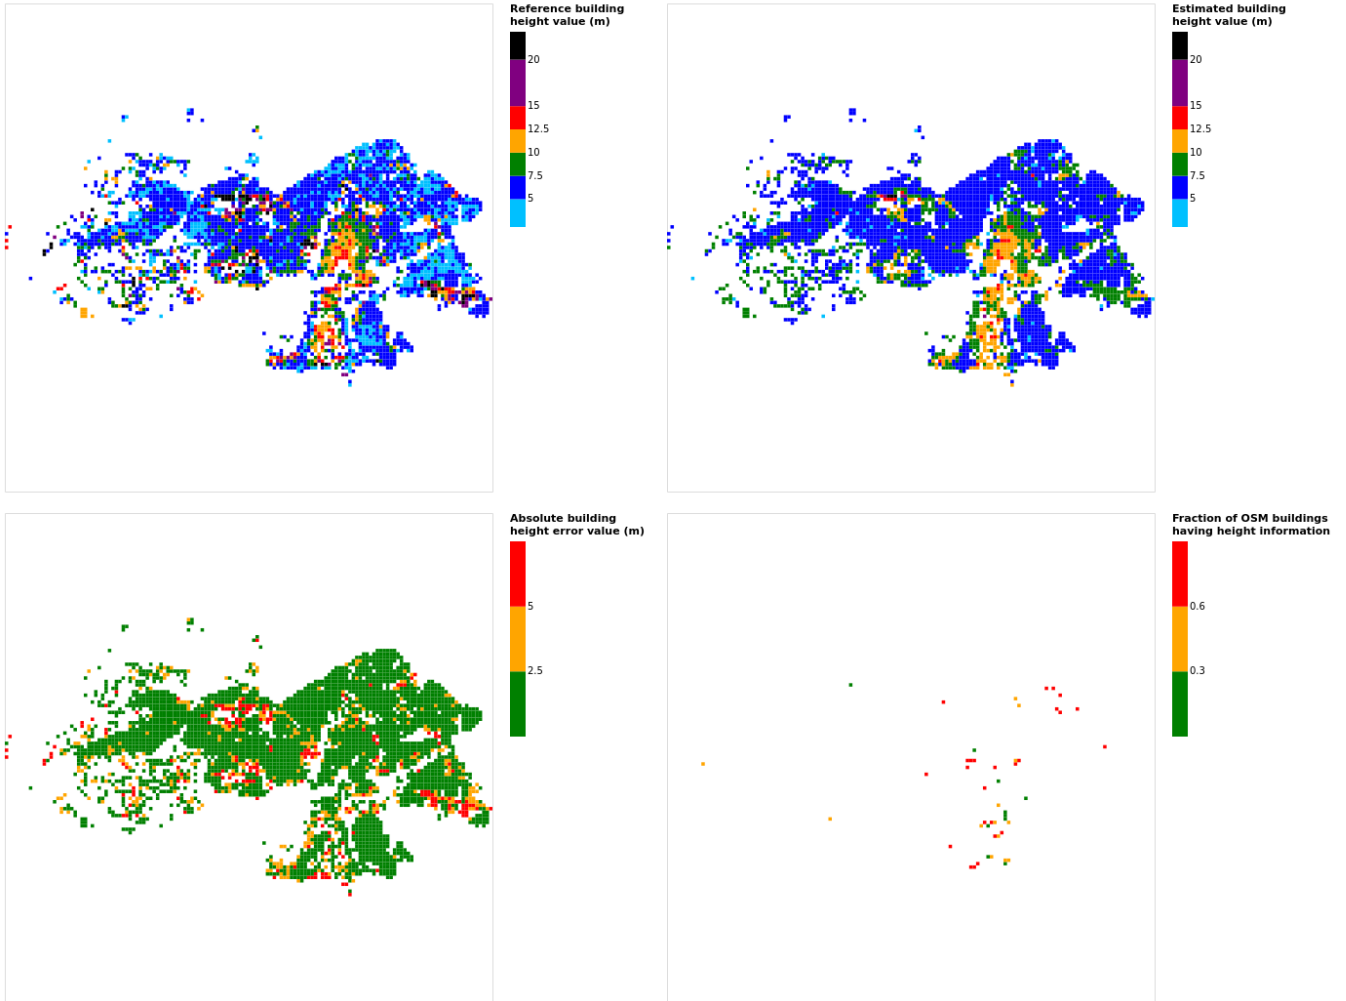 Reference building
height value (m)
20
15
12.5
10
7.5
5
Estimated building
height value (m)
20
15
12.5
10
7.5
5
Absolute building
height error value (m)
5
2.5
Fraction of OSM buildings
having height information
0.6
0.3